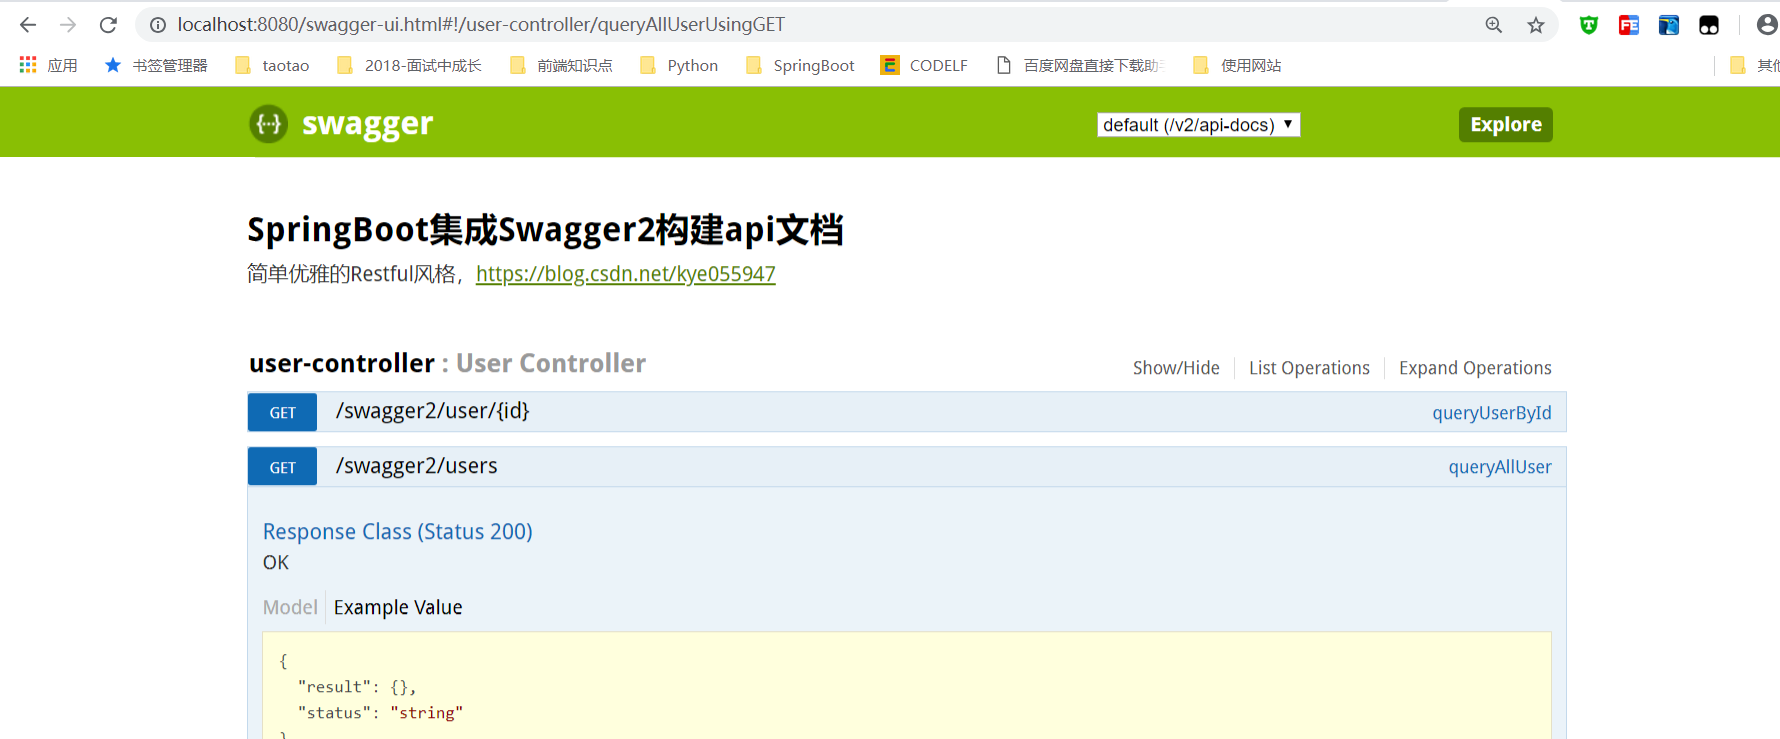 localhost:8080/swagger-ui.html#!/user-controller/queryAllUserUsingGET
应用 书签管理器 taotao 2018-面试中成长 前端知识点 Python SpringBoot CODELF 百度网盘直接下载助 使用网站 其他
{···} swagger default (/v2/api-docs) Explore
SpringBoot集成Swagger2构建api文档
简单优雅的Restful风格，https://blog.csdn.net/kye055947
user-controller : User Controller Show/Hide List Operations Expand Operations
GET /swagger2/user/{id} queryUserById
GET /swagger2/users queryAllUser
Response Class (Status 200)
OK
Model Example Value
{
"result": {},
"status": "string"
}